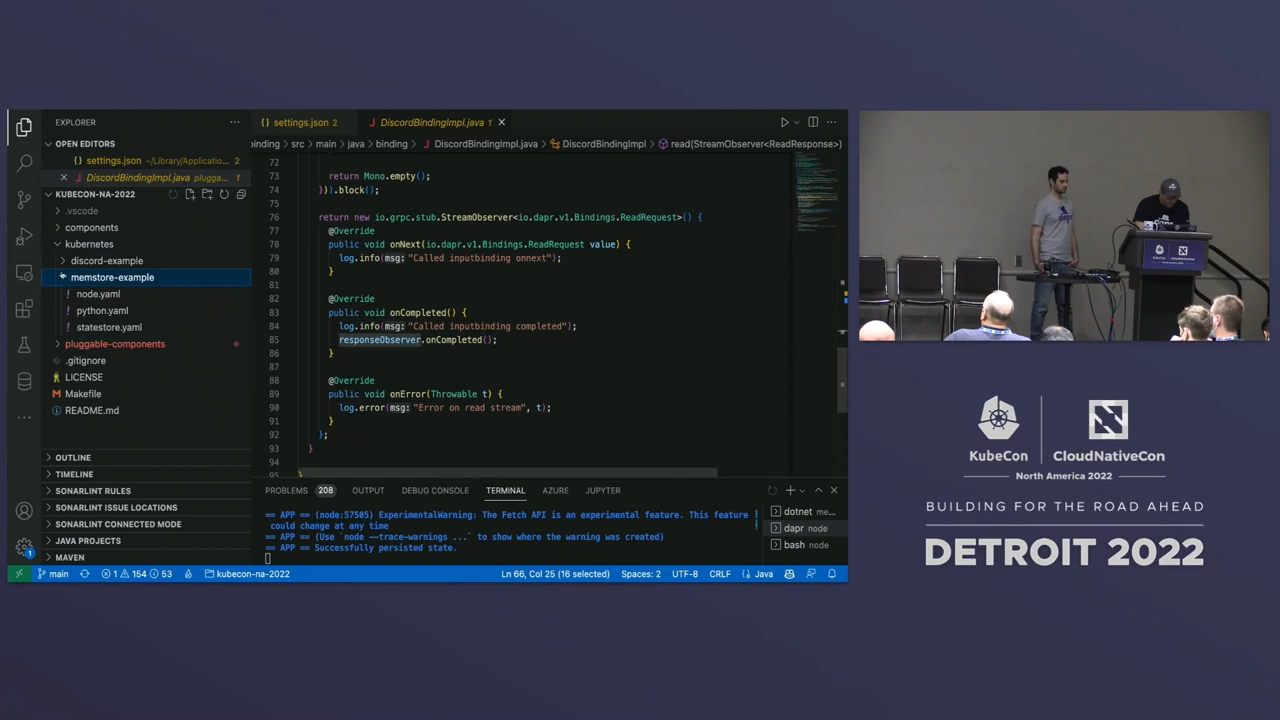 EXPLORER
OPEN EDITORS
settings.json ~/Library/Applicatio... 2
DiscordBindingImpl.java plugga... 1
KUBECON-NA-2022
.vscode
components
kubernetes
discord-example
memstore-example
node.yaml
python.yaml
statestore.yaml
pluggable-components
.gitignore
LICENSE
Makefile
README.md
OUTLINE
TIMELINE
SONARLINT RULES
SONARLINT ISSUE LOCATIONS
SONARLINT CONNECTED MODE
JAVA PROJECTS
MAVEN
settings.json 2
DiscordBindingImpl.java 1
binding > src > main > java > binding > DiscordBindingImpl.java > DiscordBindingImpl > read(StreamObserver<ReadResponse>)
72
73 return Mono.empty();
74 }).block();
75
76 return new io.grpc.stub.StreamObserver<io.dapr.v1.Bindings.ReadRequest>() {
77 @Override
78 public void onNext(io.dapr.v1.Bindings.ReadRequest value) {
79 log.info(msg: "Called inputbinding onnext");
80 }
81
82 @Override
83 public void onCompleted() {
84 log.info(msg: "Called inputbinding completed");
85 responseObserver.onCompleted();
86 }
87
88 @Override
89 public void onError(Throwable t) {
90 log.error(msg: "Error on read stream", t);
91 }
92 };
93 }
94
95 }
PROBLEMS 208 OUTPUT DEBUG CONSOLE TERMINAL AZURE JUPYTER
== APP == (node:57505) ExperimentalWarning: The Fetch API is an experimental feature. This feature
could change at any time
== APP == (Use `node --trace-warnings ...` to show where the warning was created)
== APP == Successfully persisted state.
dotnet me...
dapr node
bash node
1
main 1 154 53 kubecon-na-2022 Ln 66, Col 25 (16 selected) Spaces: 2 UTF-8 CRLF {} Java
dapr
KubeCon CloudNativeCon
North America 2022
BUILDING FOR THE ROAD AHEAD
DETROIT 2022